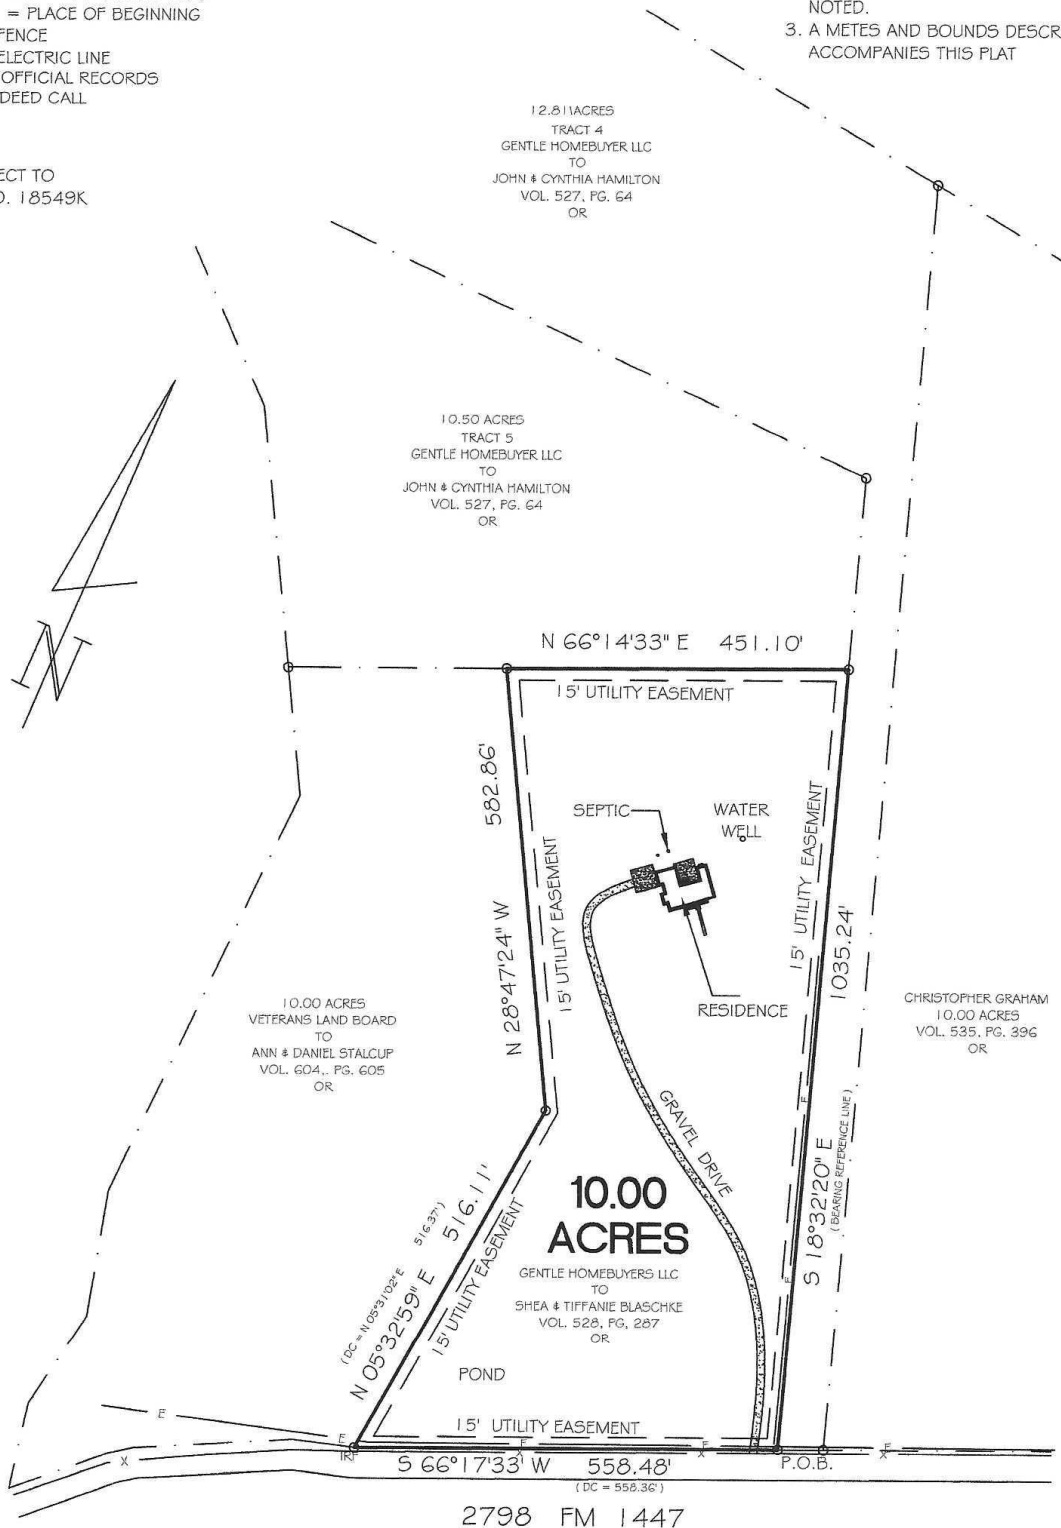 = PLACE OF BEGINNING
FENCE
ELECTRIC LINE
OFFICIAL RECORDS
DEED CALL
ECT TO
O. 18549K
NOTED.
3. A METES AND BOUNDS DESCR
ACCOMPANIES THIS PLAT
12.811ACRES
TRACT 4
GENTLE HOMEBUYER LLC
TO
JOHN & CYNTHIA HAMILTON
VOL. 527, PG. 64
OR
10.50 ACRES
TRACT 5
GENTLE HOMEBUYER LLC
TO
JOHN & CYNTHIA HAMILTON
VOL. 527, PG. 64
OR
N
N 66°14'33" E 451.10'
15' UTILITY EASEMENT
N 28°47'24" W 582.86'
15' UTILITY EASEMENT
SEPTIC
WATER
WELL
15' UTILITY EASEMENT
RESIDENCE
S 18°32'20" E 1035.24'
( BEARING REFERENCE LINE )
CHRISTOPHER GRAHAM
10.00 ACRES
VOL. 535, PG. 396
OR
10.00 ACRES
VETERANS LAND BOARD
TO
ANN & DANIEL STALCUP
VOL. 604,. PG. 605
OR
GRAVEL DRIVE
10.00
ACRES
GENTLE HOMEBUYERS LLC
TO
SHEA & TIFFANIE BLASCHKE
VOL. 528, PG, 287
OR
(DC = N 05°31'02" E 516.37')
N 05°32'59" E 516.11'
15' UTILITY EASEMENT
POND
15' UTILITY EASEMENT
E
E
F
F
F
F
F
X
X
X
X
IRF
S 66°17'33" W 558.48'
P.O.B.
( DC = 558.36')
2798 FM 1447